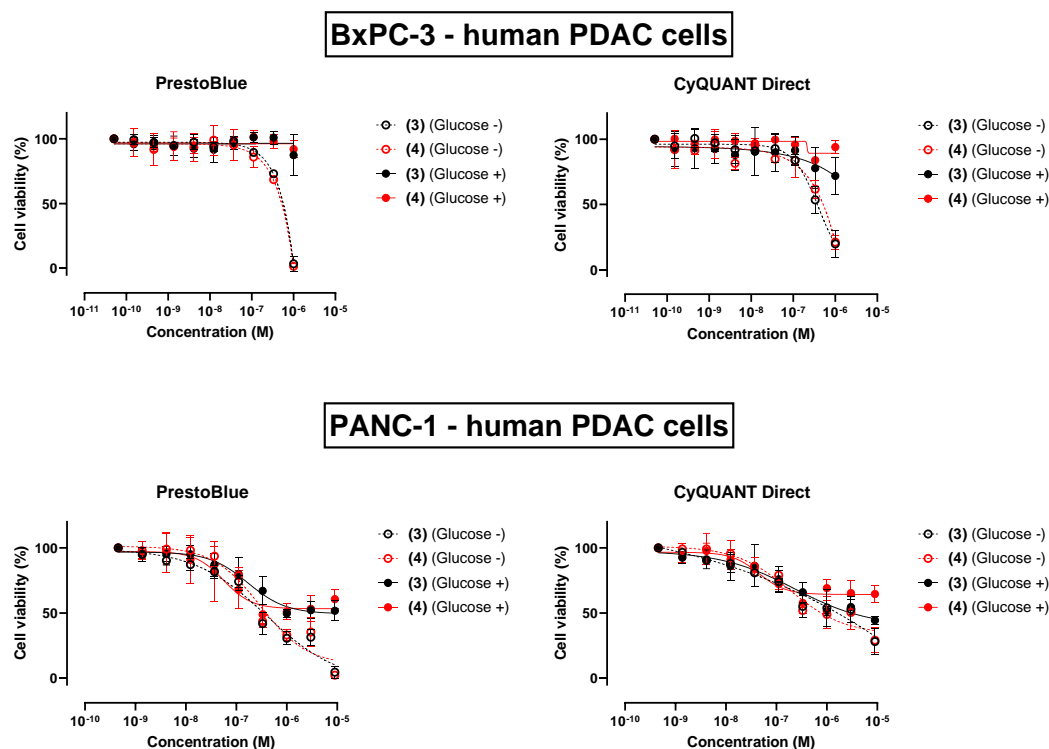 BxPC-3 - human PDAC cells
PrestoBlue
Cell viability (%)
100
50
0
10-11 10-10 10-9 10-8 10-7 10-6 10-5
Concentration (M)
(3) (Glucose -)
(4) (Glucose -)
(3) (Glucose +)
(4) (Glucose +)
CyQUANT Direct
Cell viability (%)
100
50
0
10-11 10-10 10-9 10-8 10-7 10-6 10-5
Concentration (M)
(3) (Glucose -)
(4) (Glucose -)
(3) (Glucose +)
(4) (Glucose +)
PANC-1 - human PDAC cells
PrestoBlue
Cell viability (%)
100
50
0
10-10 10-9 10-8 10-7 10-6 10-5
Concentration (M)
(3) (Glucose -)
(4) (Glucose -)
(3) (Glucose +)
(4) (Glucose +)
CyQUANT Direct
Cell viability (%)
100
50
0
10-10 10-9 10-8 10-7 10-6 10-5
Concentration (M)
(3) (Glucose -)
(4) (Glucose -)
(3) (Glucose +)
(4) (Glucose +)